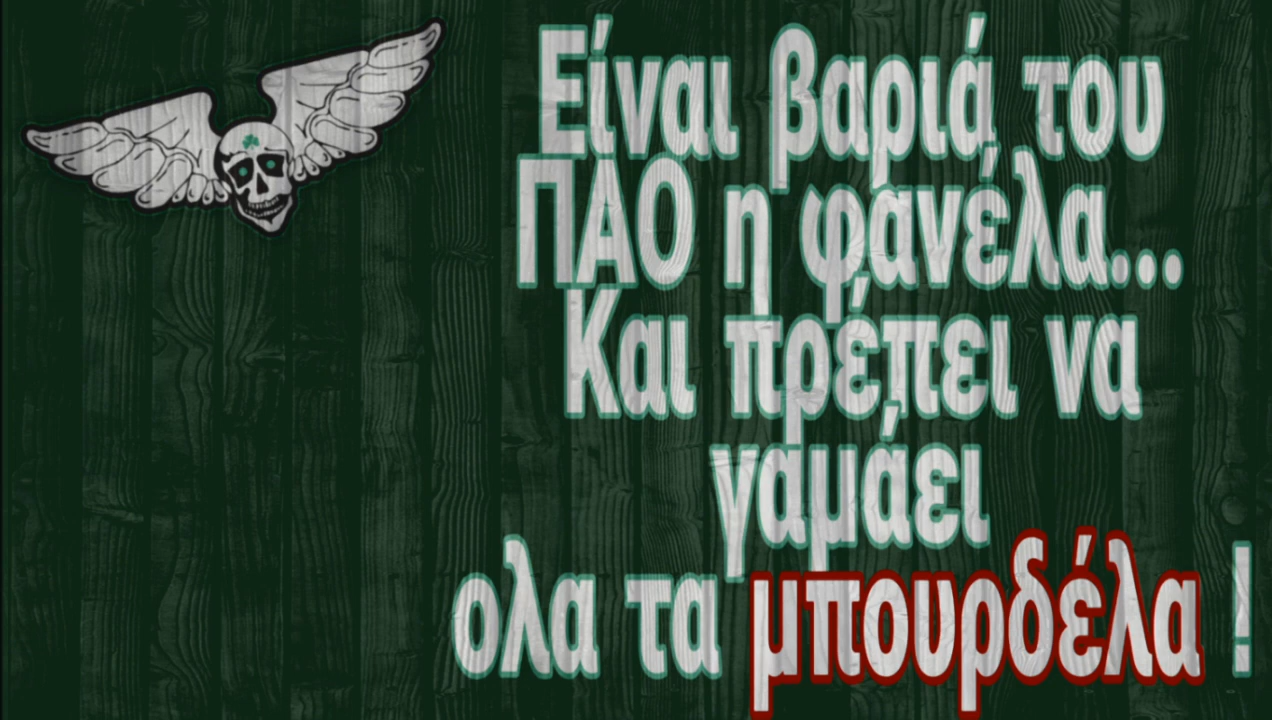 Είναι βαριά του
ΠΑΟ η φανέλα...
Και πρέπει να
γαμάει
ολα τα μπουρδέλα !